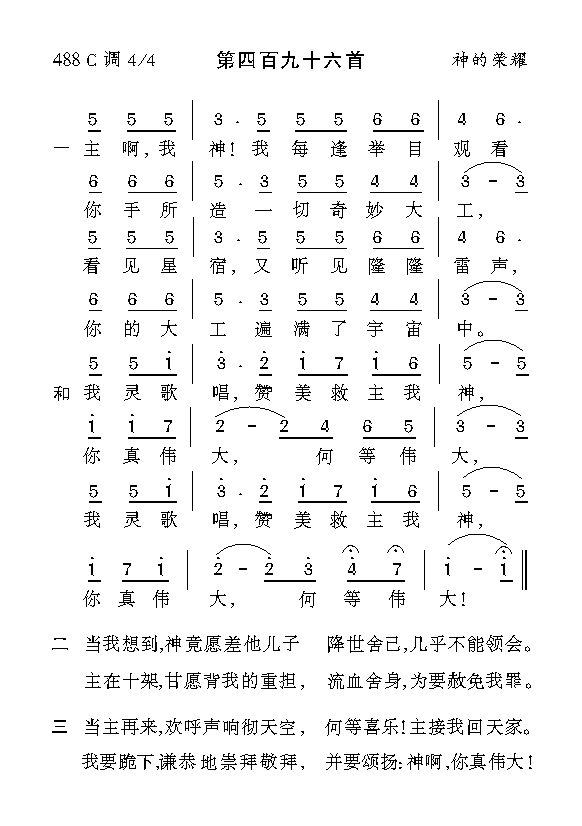 488 C 调 4/4 第四百九十六首 神的荣耀
5 5 5 | 3 · 5 5 5 6 6 | 4 6 ·
一 主啊,我 神!我每逢举目 观看
6 6 6 | 5 · 3 5 5 4 4 | 3 - 3
你手所 造一切奇妙大 工,
5 5 5 | 3 · 5 5 5 6 6 | 4 6 ·
看见星 宿,又听见隆隆 雷声,
6 6 6 | 5 · 3 5 5 4 4 | 3 - 3
你的大 工遍满了宇宙 中。
5 5 i | 3 · 2 i 7 i 6 | 5 - 5
和 我灵歌 唱,赞美救主我 神,
i i 7 | 2 - 2 4 6 5 | 3 - 3
你真伟 大, 何等伟 大,
5 5 i | 3 · 2 i 7 i 6 | 5 - 5
我灵歌 唱,赞美救主我 神,
i 7 i | 2 - 2 3 4 7 | i - i ‖
你真伟 大, 何等伟 大!
二 当我想到,神竟愿差他儿子 降世舍己,几乎不能领会。
主在十架,甘愿背我的重担, 流血舍身,为要赦免我罪。
三 当主再来,欢呼声响彻天空, 何等喜乐!主接我回天家。
我要跪下,谦恭地崇拜敬拜, 并要颂扬:神啊,你真伟大!